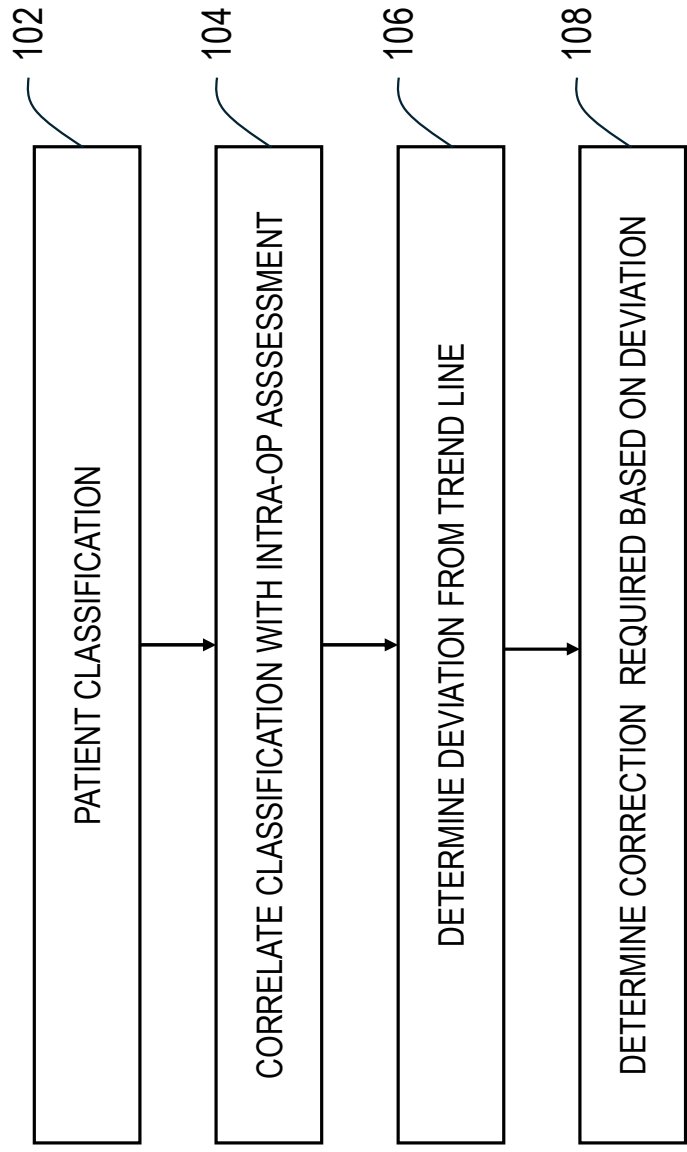 PATIENT CLASSIFICATION
102
CORRELATE CLASSIFICATION WITH INTRA-OP ASSSESSMENT
104
DETERMINE DEVIATION FROM TREND LINE
106
DETERMINE CORRECTION REQUIRED BASED ON DEVIATION
108